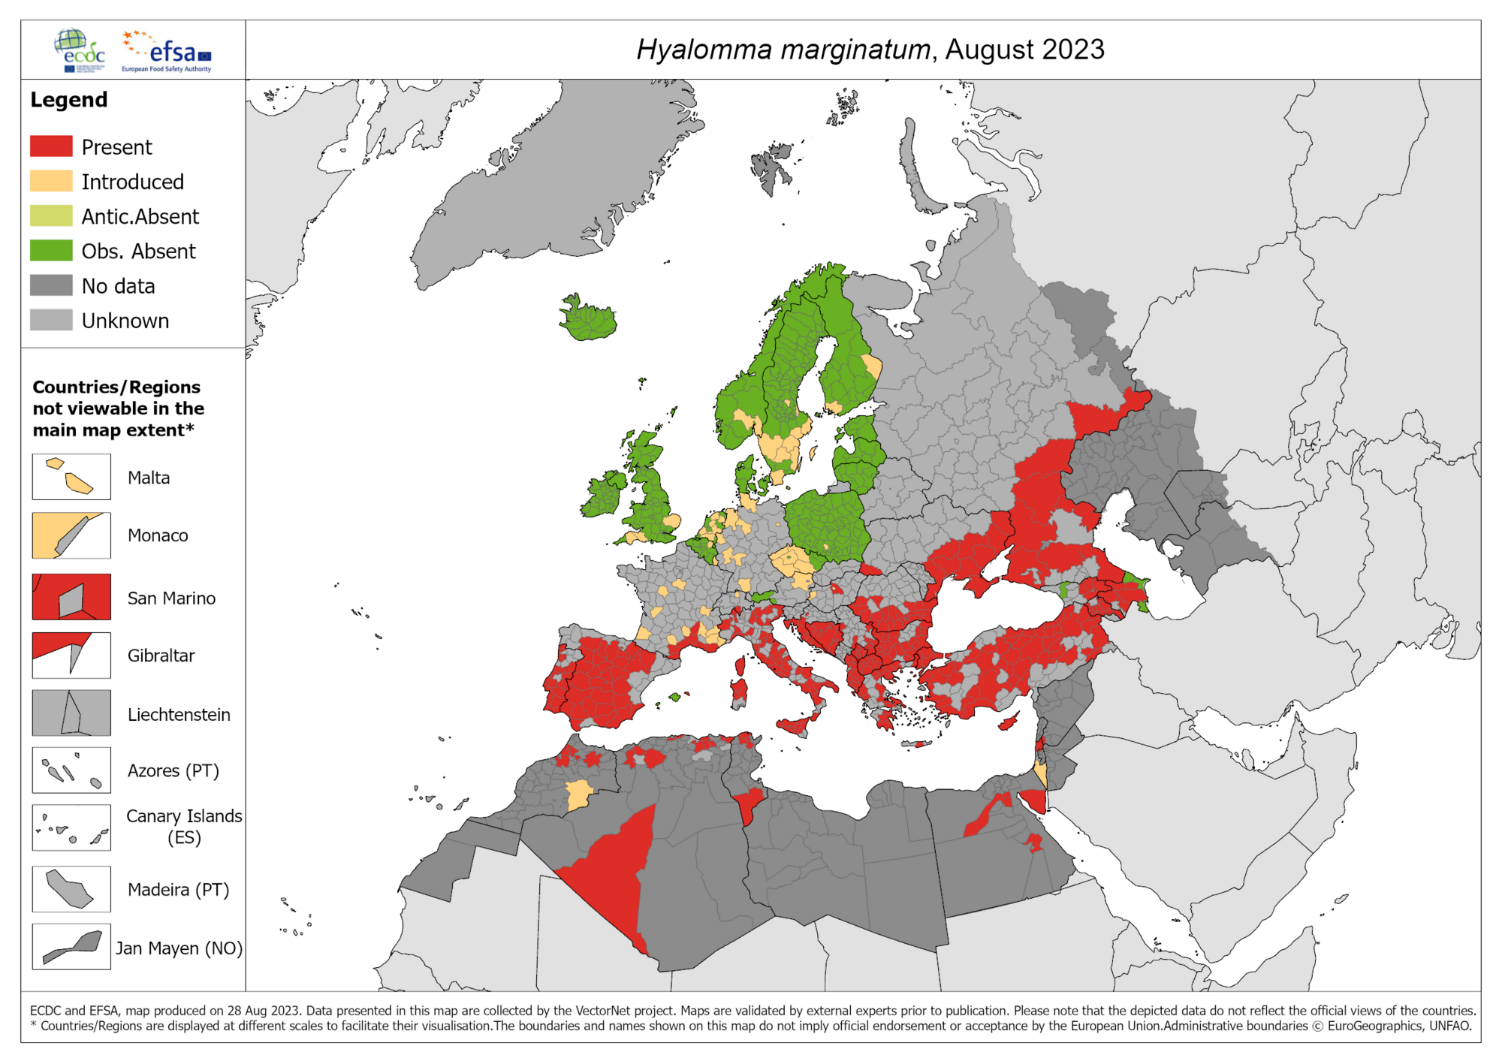 ecdc
efsa
European Food Safety Authority
Hyalomma marginatum, August 2023
Legend
Present
Introduced
Antic.Absent
Obs. Absent
No data
Unknown
Countries/Regions
not viewable in the
main map extent*
Malta
Monaco
San Marino
Gibraltar
Liechtenstein
Azores (PT)
Canary Islands
(ES)
Madeira (PT)
Jan Mayen (NO)
ECDC and EFSA, map produced on 28 Aug 2023. Data presented in this map are collected by the VectorNet project. Maps are validated by external experts prior to publication. Please note that the depicted data do not reflect the official views of the countries.
* Countries/Regions are displayed at different scales to facilitate their visualisation.The boundaries and names shown on this map do not imply official endorsement or acceptance by the European Union.Administrative boundaries © EuroGeographics, UNFAO.